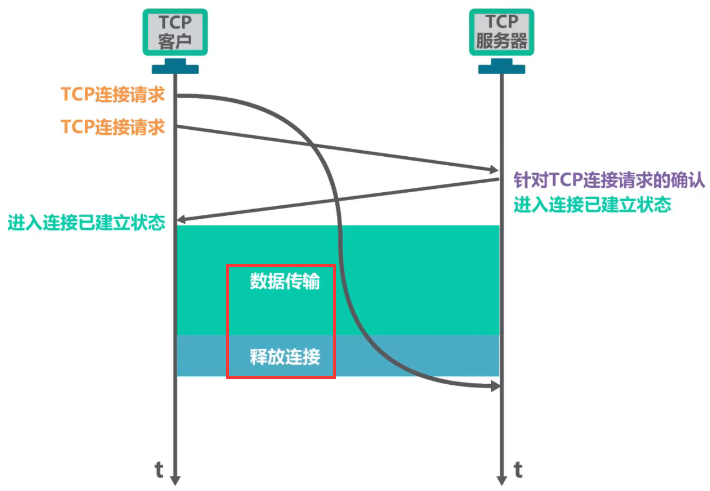 TCP
客户
TCP
服务器
TCP连接请求
TCP连接请求
针对TCP连接请求的确认
进入连接已建立状态
进入连接已建立状态
数据传输
释放连接
t
t